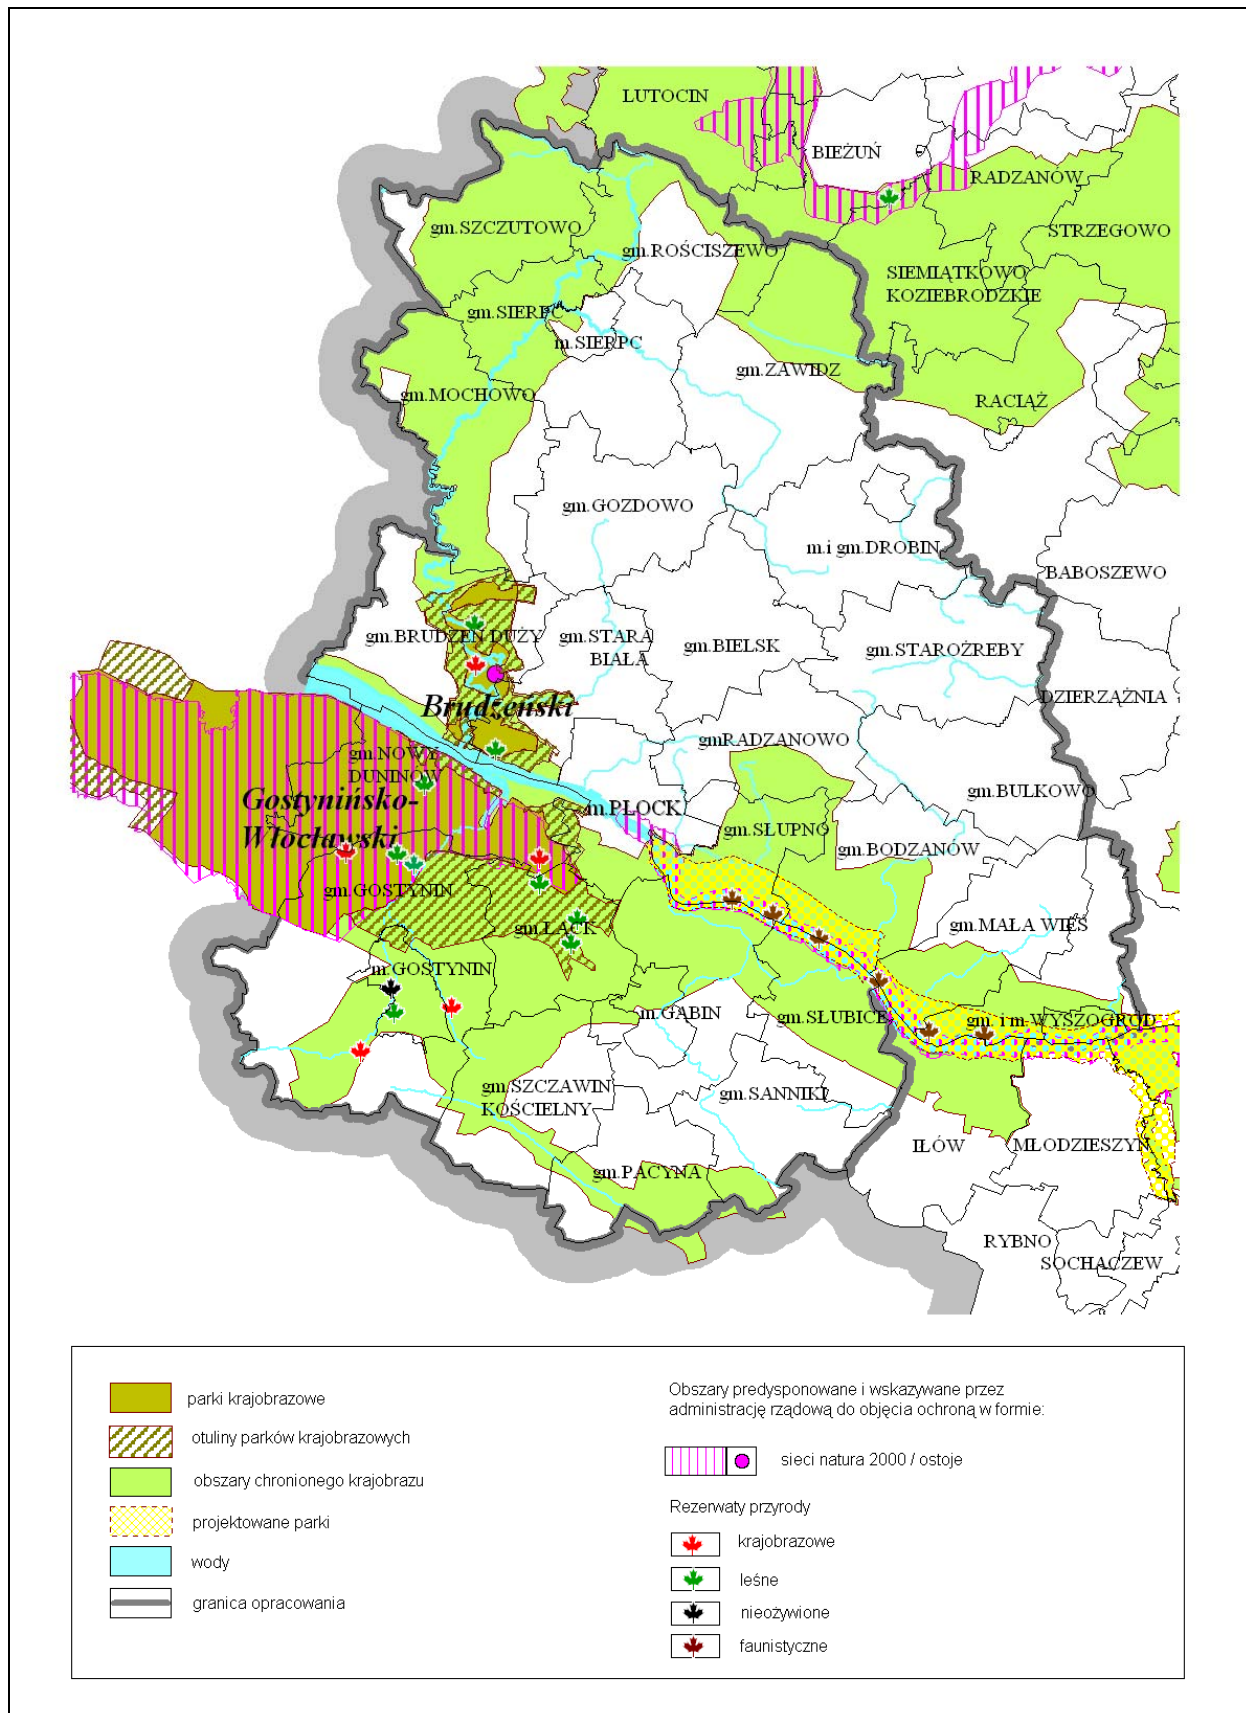 LUTOCIN
BIEŻUŃ
RADZANÓW
gm.SZCZUTOWO
STRZEGOWO
gm.ROŚCISZEWO
SIEMIĄTKOWO
KOZIEBRODZKIE
gm.SIERPC
m.SIERPC
gm.ZAWIDZ
gm.MOCHOWO
RACIĄŻ
gm.GOZDOWO
m.i gm.DROBIN
BABOSZEWO
gm.BRUDZEŃ DUŻY
gm.STARA
BIAŁA
gm.BIELSK
gm.STAROŹREBY
DZIERZĄŻNIA
Brudzeński
gm.NOWY
DUNINÓW
gmRADZANOWO
gm.BULKOWO
Gostynińsko-
Włocławski
m.PŁOCK
gm.SŁUPNO
gm.BODZANÓW
gm.GOSTYNIN
gm.ŁĄCK
gm.MAŁA WIEŚ
m.GOSTYNIN
m.GĄBIN
gm.SŁUBICE
gm. i m-WYSZOGRÓD
gm.SZCZAWIN
KOŚCIELNY
gm.SANNIKI
IŁÓW
MŁODZIESZYN
gm.PACYNA
RYBNO
SOCHACZEW
parki krajobrazowe
otuliny parków krajobrazowych
obszary chronionego krajobrazu
projektowane parki
wody
granica opracowania
Obszary predysponowane i wskazywane przez
administrację rządową do objęcia ochroną w formie:
sieci natura 2000 / ostoje
Rezerwaty przyrody
krajobrazowe
leśne
nieożywione
faunistyczne